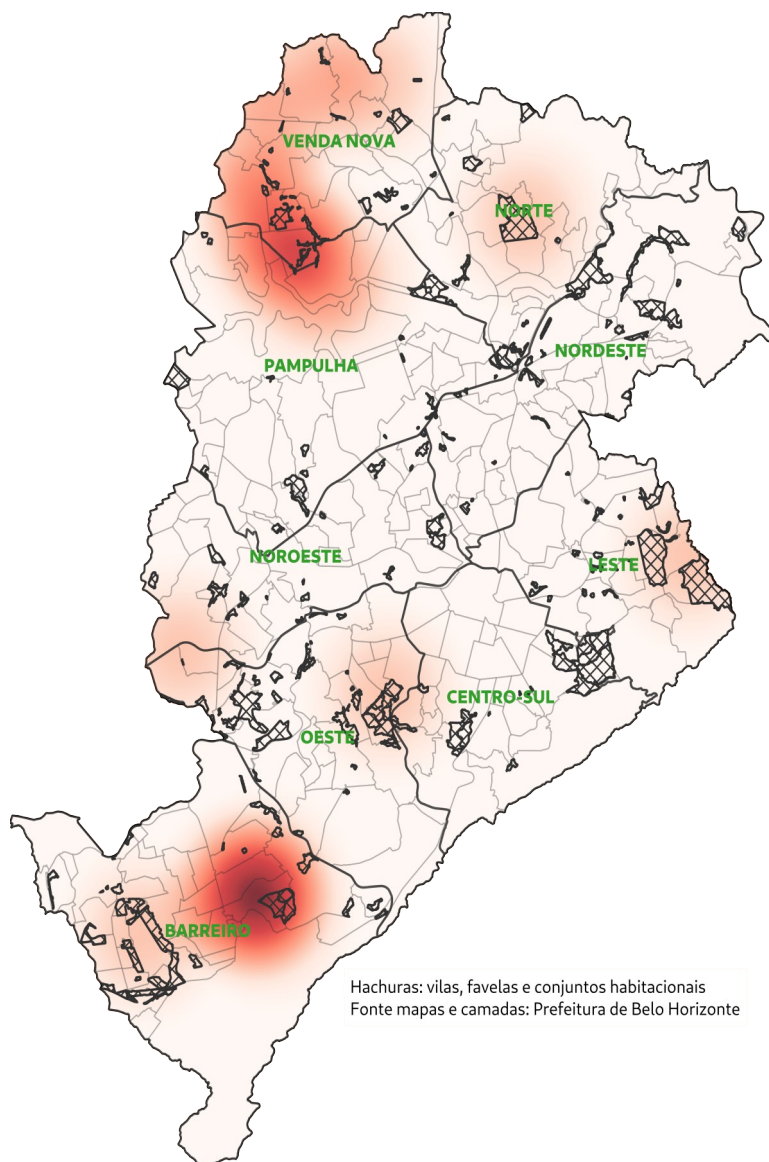 VENDA NOVA
NORTE
NORDESTE
PAMPULHA
NOROESTE
LESTE
CENTRO-SUL
OESTE
BARREIRO
Hachuras: vilas, favelas e conjuntos habitacionais
Fonte mapas e camadas: Prefeitura de Belo Horizonte